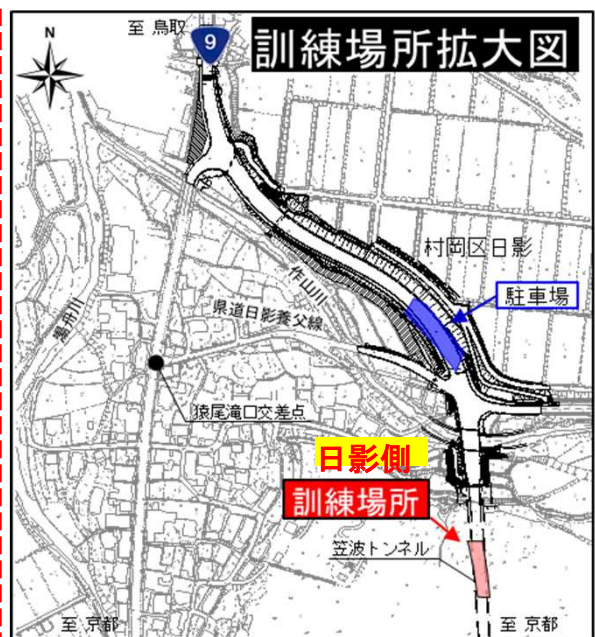 至 鳥取
9
訓練場所拡大図
N
村岡区日影
駐車場
作山川
県道日影養父線
湯舟川
猿尾滝口交差点
日影側
訓練場所
笠波トンネル
至 京都
至 京都